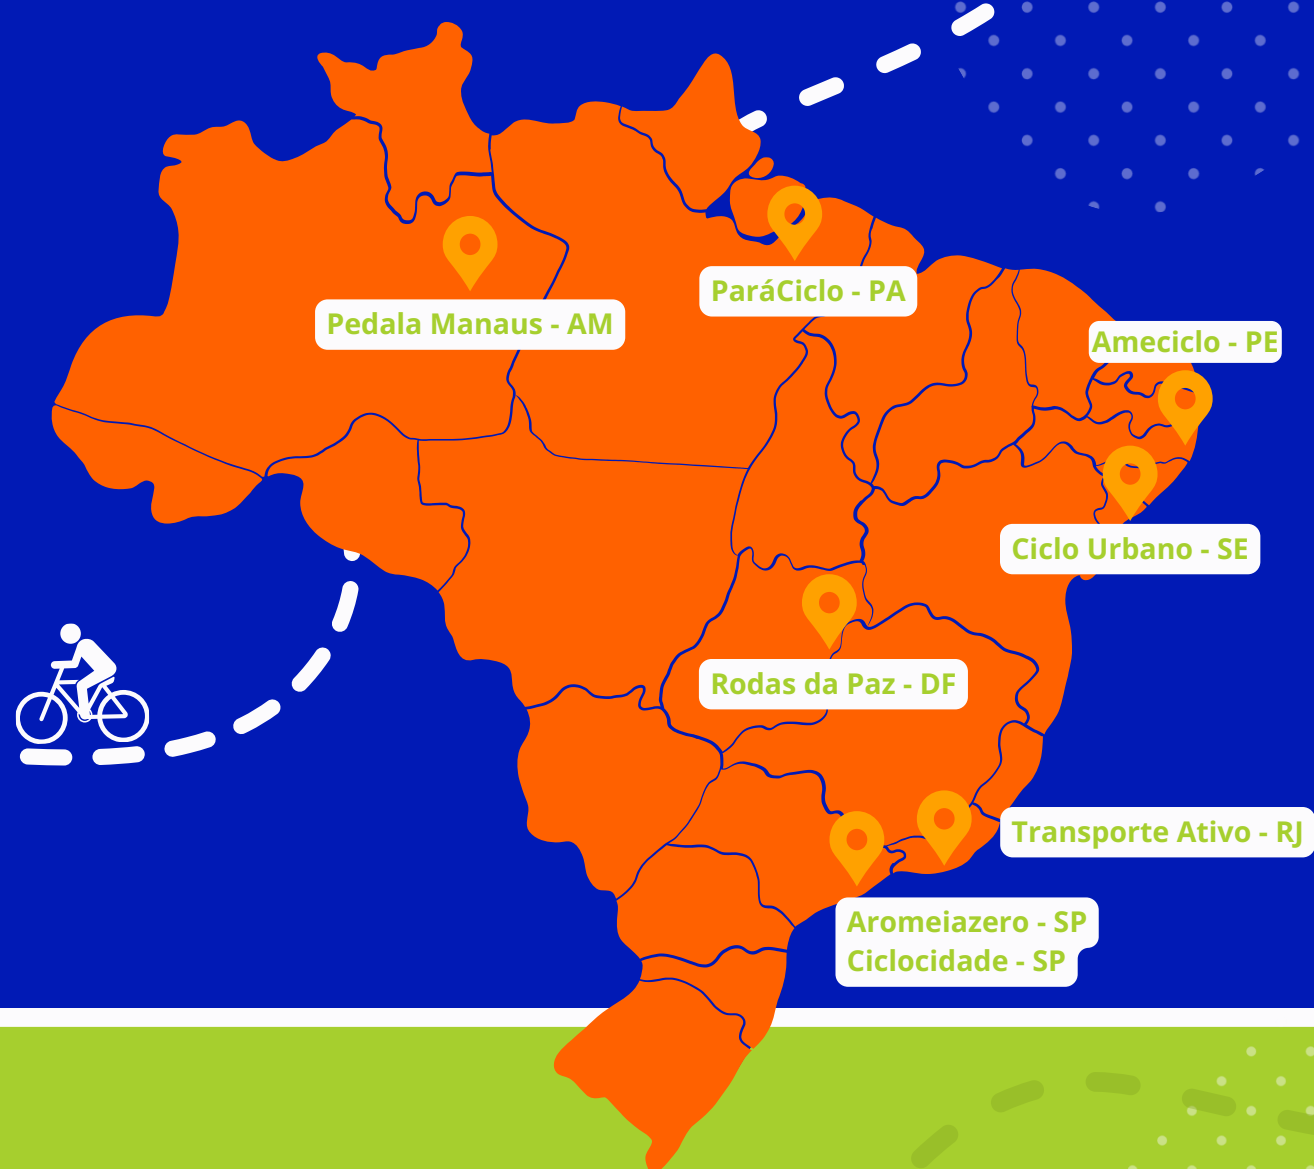 ParáCiclo - PA
Pedala Manaus - AM
Ameciclo - PE
Ciclo Urbano - SE
Rodas da Paz - DF
Transporte Ativo - RJ
Aromeiazero - SP
Ciclocidade - SP